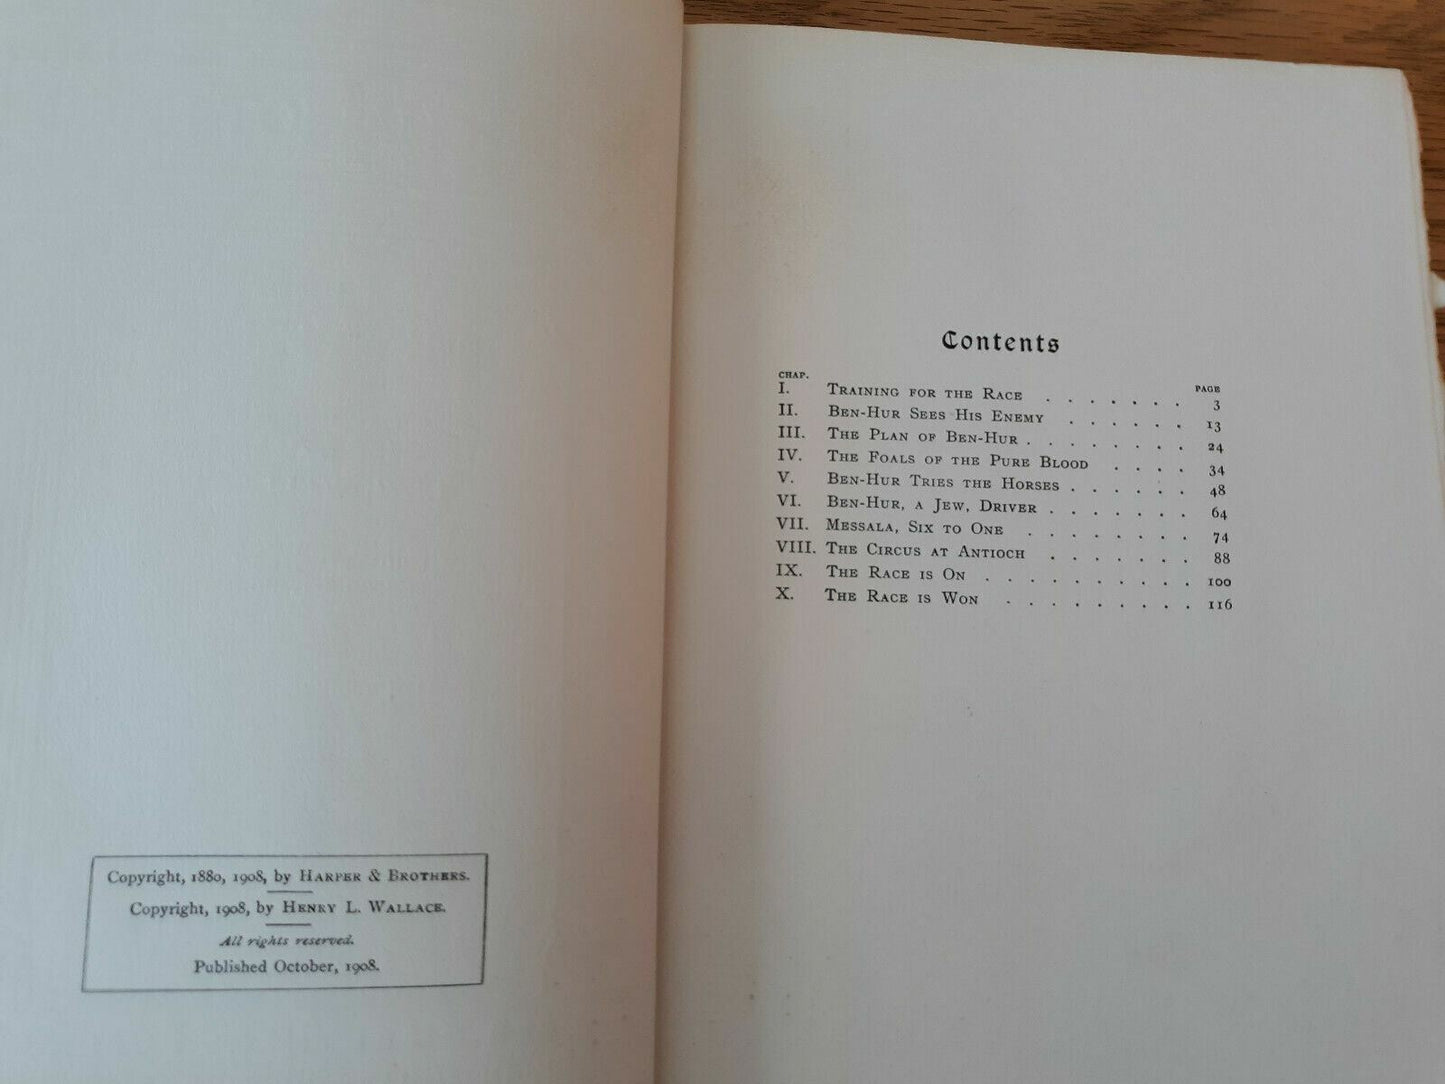 Copyright, 1880, 1908, by HARPER & BROTHERS.
Copyright, 1908, by HENRY L. WALLACE.
All rights reserved.
Published October, 1908.
Contents
CHAP. PAGE
I. TRAINING FOR THE RACE . . . . . . . 3
II. BEN-HUR SEES HIS ENEMY . . . . . . 13
III. THE PLAN OF BEN-HUR . . . . . . . 24
IV. THE FOALS OF THE PURE BLOOD . . . . 34
V. BEN-HUR TRIES THE HORSES . . . . . . 48
VI. BEN-HUR, A JEW, DRIVER . . . . . . . 64
VII. MESSALA, SIX TO ONE . . . . . . . . 74
VIII. THE CIRCUS AT ANTIOCH . . . . . . . 88
IX. THE RACE IS ON . . . . . . . . . . 100
X. THE RACE IS WON . . . . . . . . . 116